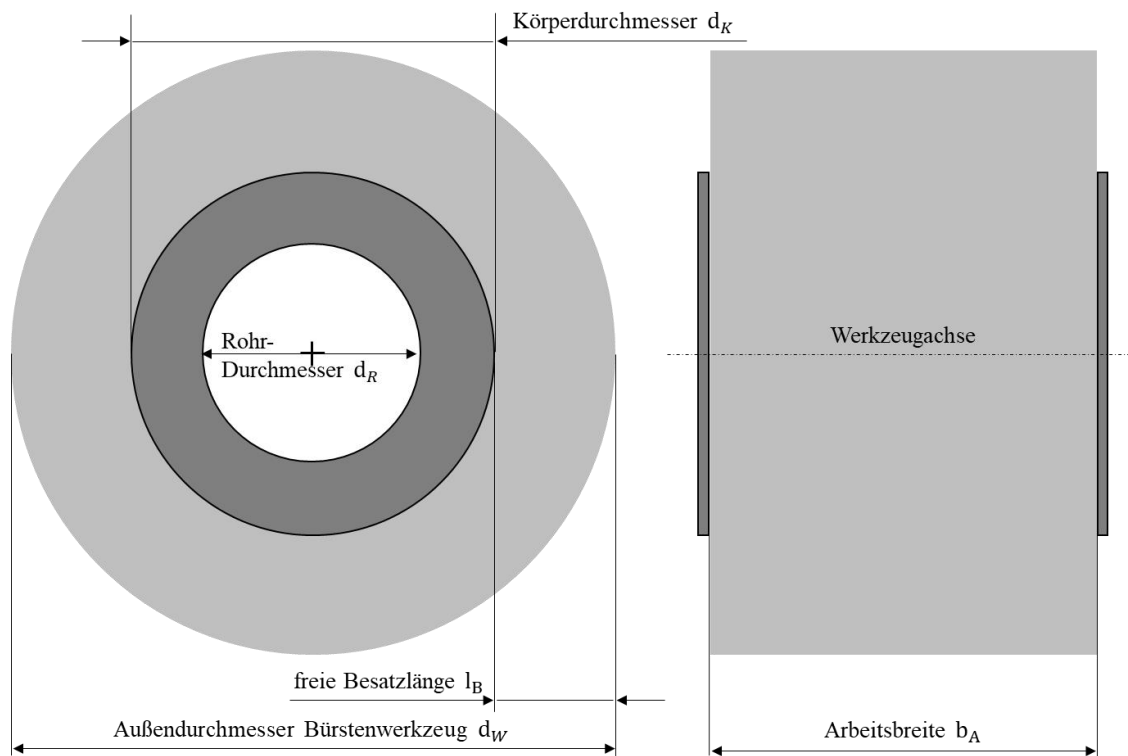 Körperdurchmesser d_K
Rohr-
Durchmesser d_R
Werkzeugachse
freie Besatzlänge l_B
Außendurchmesser Bürstenwerkzeug d_W
Arbeitsbreite b_A